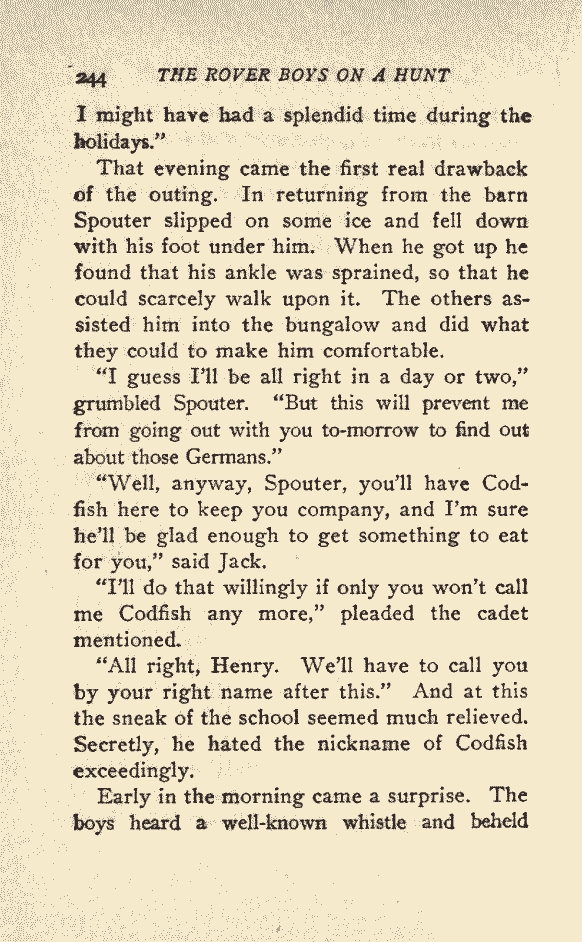 244 THE ROVER BOYS ON A HUNT
I might have had a splendid time during the
holidays."
That evening came the first real drawback
of the outing. In returning from the barn
Spouter slipped on some ice and fell down
with his foot under him. When he got up he
found that his ankle was sprained, so that he
could scarcely walk upon it. The others as-
sisted him into the bungalow and did what
they could to make him comfortable.
"I guess I'll be all right in a day or two,"
grumbled Spouter. "But this will prevent me
from going out with you to-morrow to find out
about those Germans."
"Well, anyway, Spouter, you'll have Cod-
fish here to keep you company, and I'm sure
he'll be glad enough to get something to eat
for you," said Jack.
"I'll do that willingly if only you won't call
me Codfish any more," pleaded the cadet
mentioned.
"All right, Henry. We'll have to call you
by your right name after this." And at this
the sneak of the school seemed much relieved.
Secretly, he hated the nickname of Codfish
exceedingly.
Early in the morning came a surprise. The
boys heard a well-known whistle and beheld